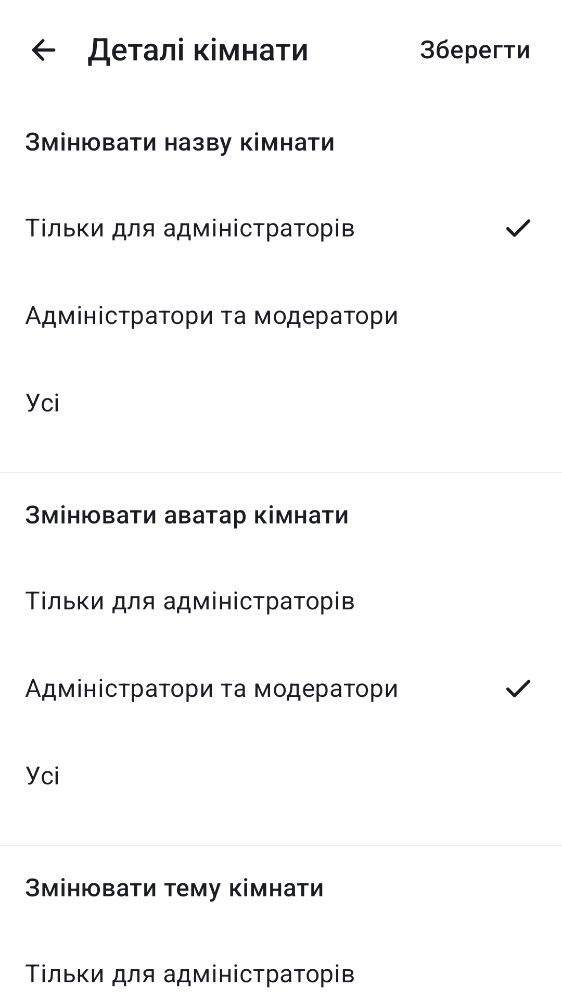 Деталі кімнати
Зберегти
Змінювати назву кімнати
Тільки для адміністраторів
Адміністратори та модератори
Усі
Змінювати аватар кімнати
Тільки для адміністраторів
Адміністратори та модератори
Усі
Змінювати тему кімнати
Тільки для адміністраторів